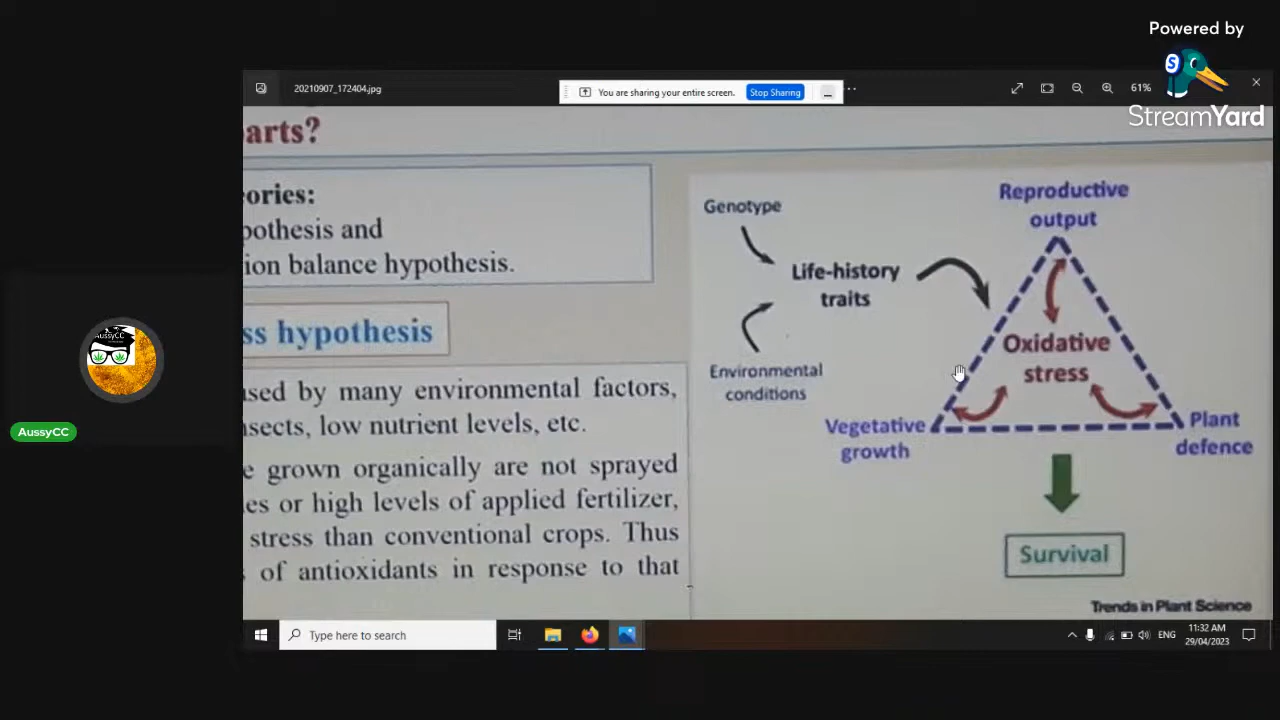 Powered by
StreamYard
20210907_172404.jpg
You are sharing your entire screen.
Stop Sharing
61%
arts?
ories:
pothesis and
ion balance hypothesis.
ss hypothesis
used by many environmental factors,
nsects, low nutrient levels, etc.
e grown organically are not sprayed
es or high levels of applied fertilizer,
stress than conventional crops. Thus
of antioxidants in response to that
Genotype
Life-history
traits
Environmental
conditions
Reproductive
output
Oxidative
stress
Vegetative
growth
Plant
defence
Survival
Trends in Plant Science
AussyCC
AussyCC
Type here to search
ENG
11:32 AM
29/04/2023